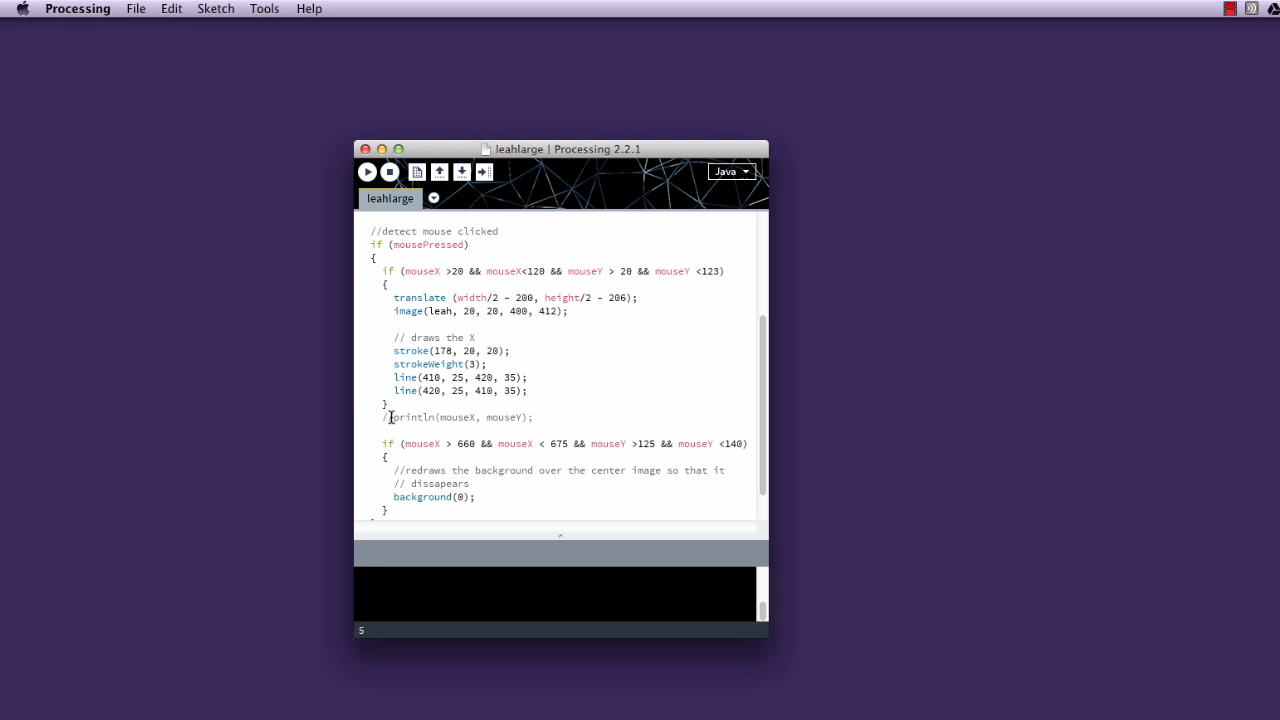 Processing File Edit Sketch Tools Help
leahlarge | Processing 2.2.1
Java
leahlarge
//detect mouse clicked
if (mousePressed)
{
if (mouseX >20 && mouseX<120 && mouseY > 20 && mouseY <123)
{
translate (width/2 - 200, height/2 - 206);
image(leah, 20, 20, 400, 412);
// draws the X
stroke(178, 20, 20);
strokeWeight(3);
line(410, 25, 420, 35);
line(420, 25, 410, 35);
}
//println(mouseX, mouseY);
if (mouseX > 660 && mouseX < 675 && mouseY >125 && mouseY <140)
{
//redraws the background over the center image so that it
// dissapears
background(0);
}
5